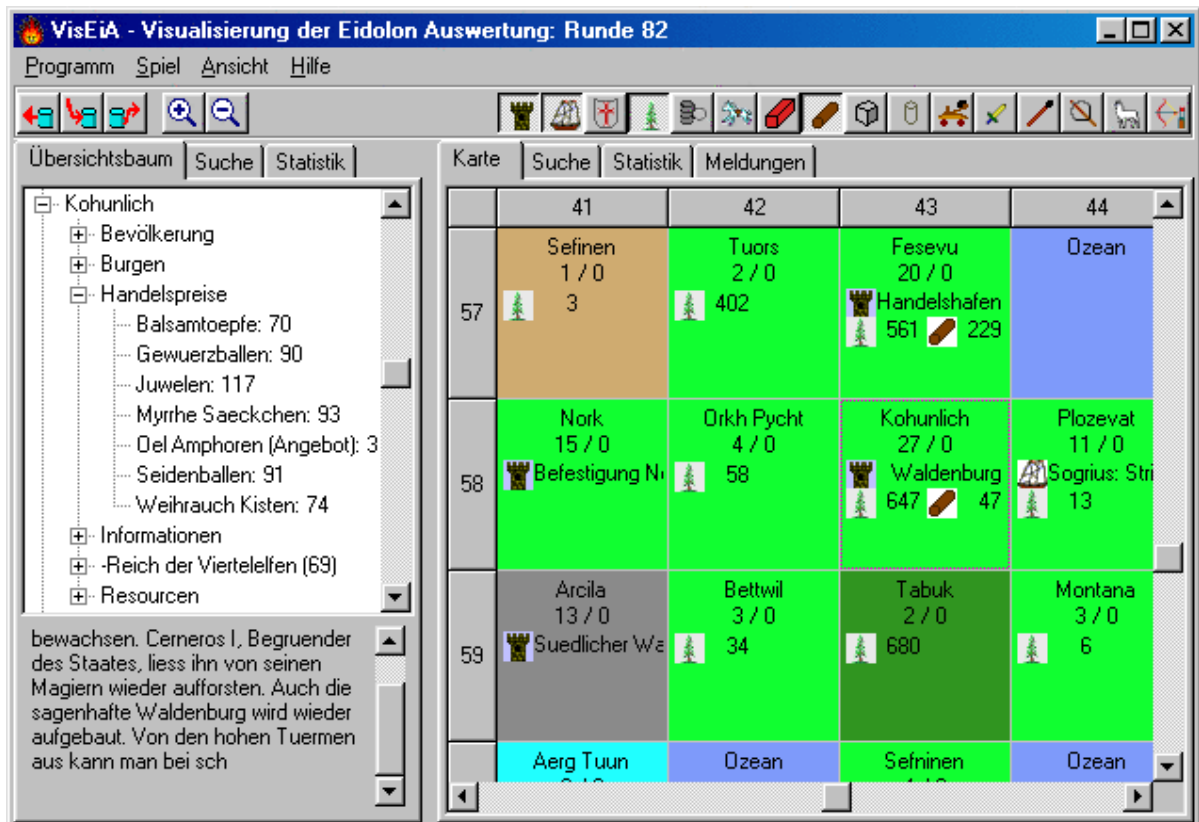 VisEiA - Visualisierung der Eidolon Auswertung: Runde 82
Programm Spiel Ansicht Hilfe
Übersichtsbaum Suche Statistik
Kohunlich
Bevölkerung
Burgen
Handelspreise
Balsamtoepfe: 70
Gewuerzballen: 90
Juwelen: 117
Myrrhe Saeckchen: 93
Oel Amphoren (Angebot): 3
Seidenballen: 91
Weihrauch Kisten: 74
Informationen
-Reich der Viertelelfen (69)
Resourcen
bewachsen. Cerneros I, Begruender
des Staates, liess ihn von seinen
Magiern wieder aufforsten. Auch die
sagenhafte Waldenburg wird wieder
aufgebaut. Von den hohen Tuermen
aus kann man bei sch
Karte Suche Statistik Meldungen
41 42 43 44
57
Sefinen
1 / 0
3
Tuors
2 / 0
402
Fesevu
20 / 0
Handelshafen
561 229
Ozean
58
Nork
15 / 0
Befestigung
Orkh Pycht
4 / 0
58
Kohunlich
27 / 0
Waldenburg
647 47
Plozevat
11 / 0
Sogrius: Stri
13
59
Arcila
13 / 0
Suedlicher Wa
Bettwil
3 / 0
34
Tabuk
2 / 0
680
Montana
3 / 0
6
Aerg Tuun
Ozean
Sefninen
Ozean